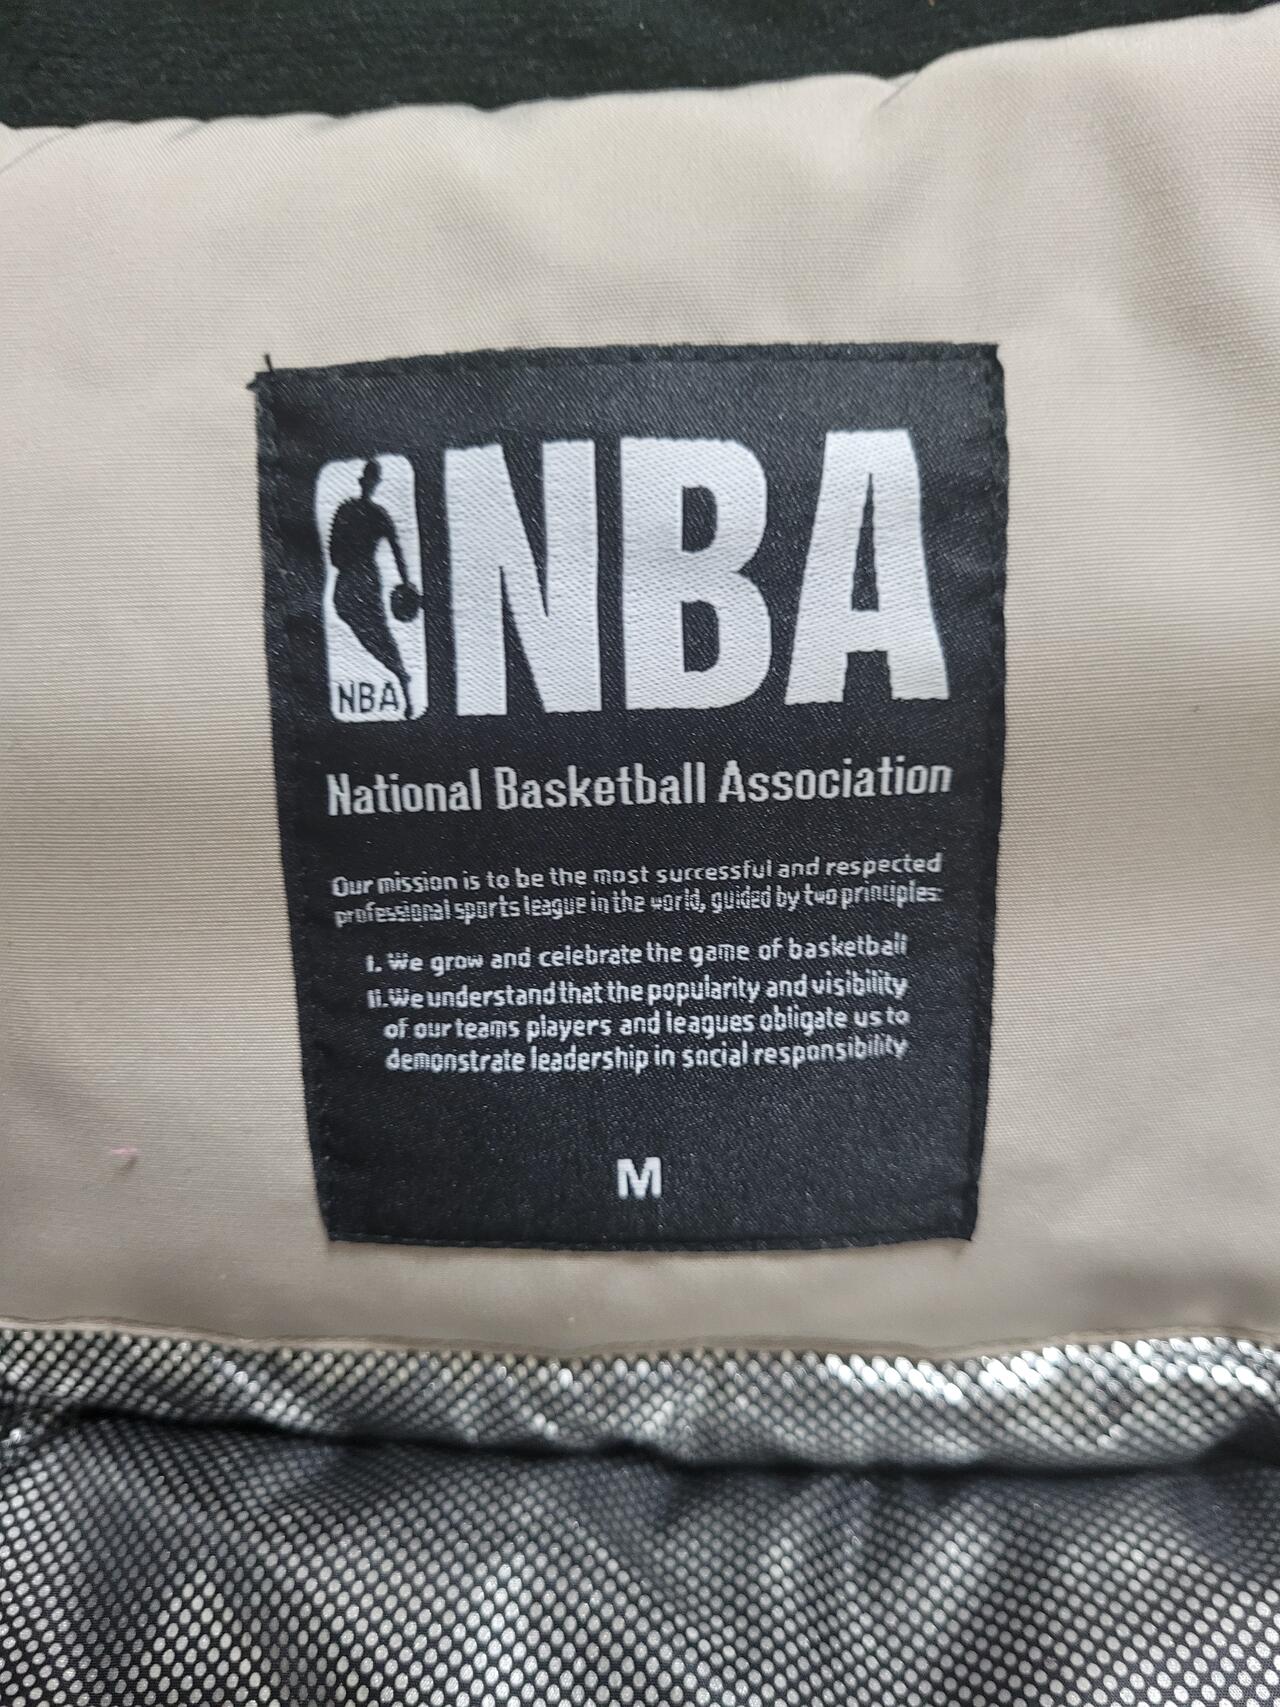 NBA
NBA
National Basketball Association
Our mission is to be the most successful and respected
professional sports league in the world, guided by two principles:
I. We grow and celebrate the game of basketball
II. We understand that the popularity and visibility
of our teams players and leagues obligate us to
demonstrate leadership in social responsibility
M